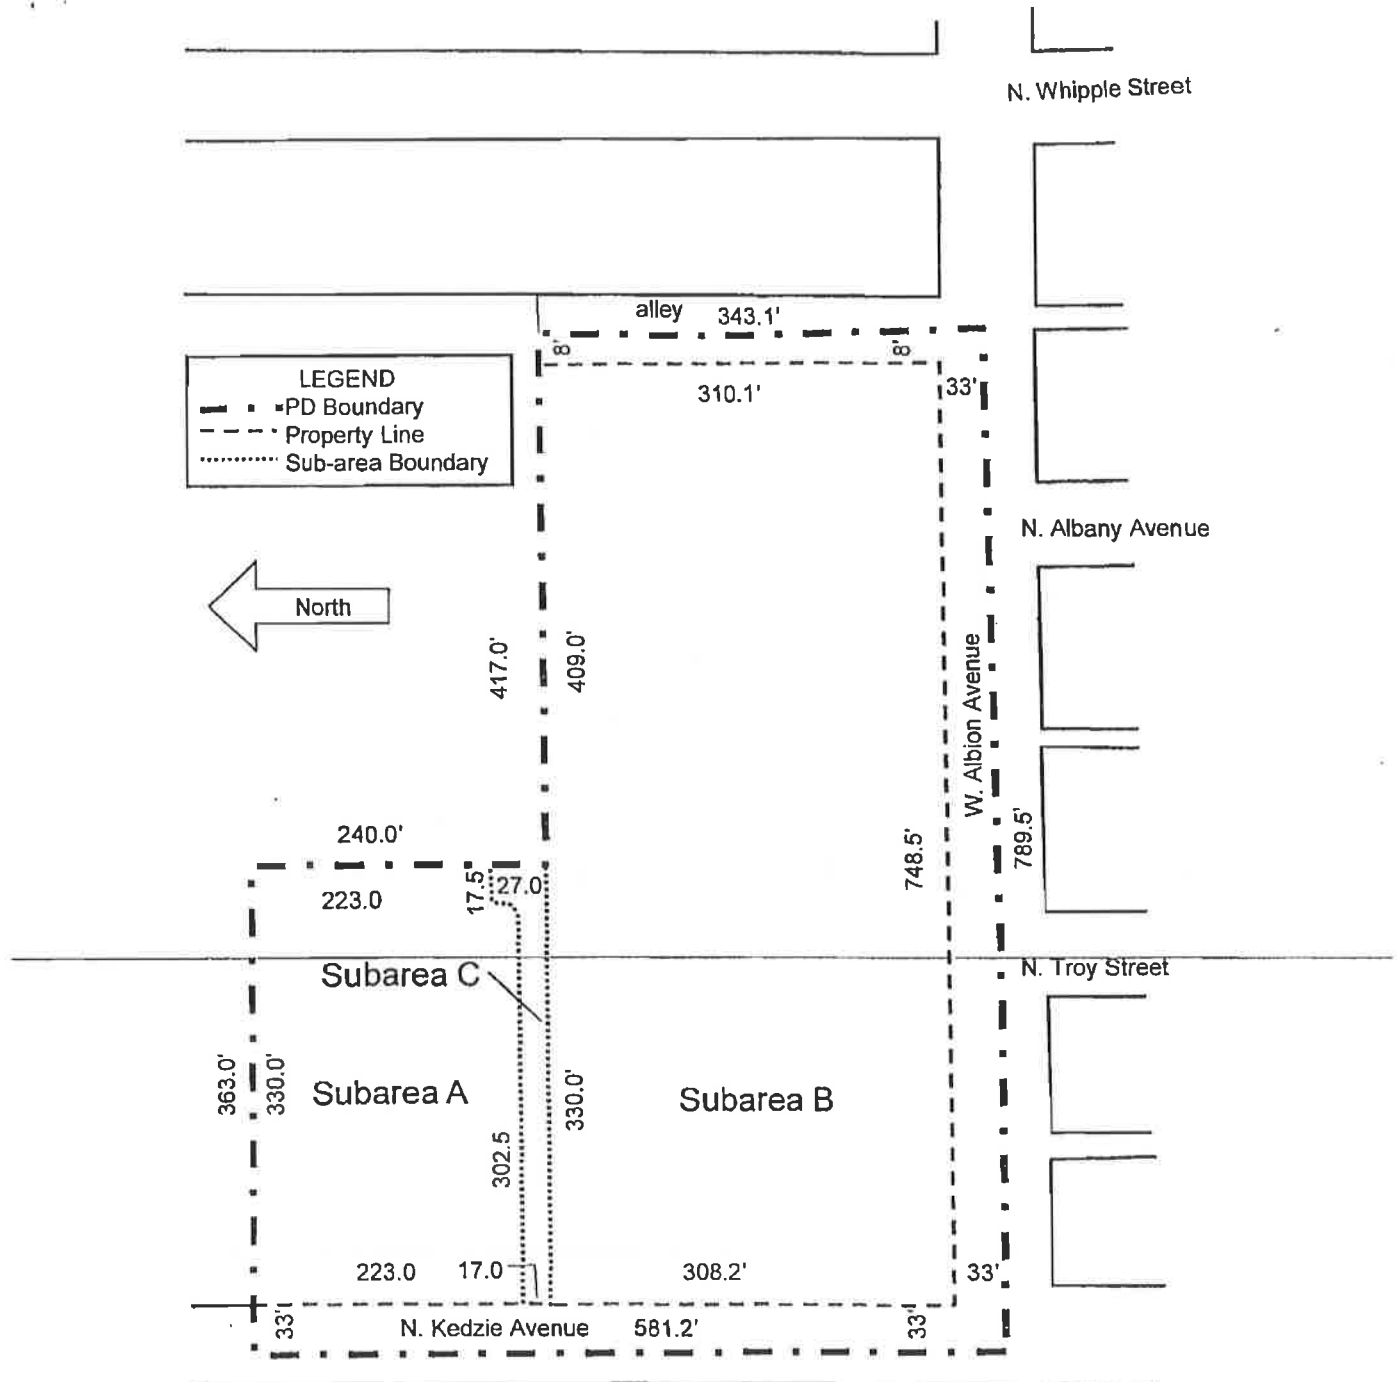 N. Whipple Street
alley
343.1'
8'
8'
LEGEND
PD Boundary
Property Line
Sub-area Boundary
310.1'
33'
N. Albany Avenue
North
417.0'
409.0'
W. Albion Avenue
240.0'
748.5'
789.5'
223.0
17.5
27.0
Subarea C
N. Troy Street
363.0'
330.0'
Subarea A
302.5
330.0'
Subarea B
223.0
17.0
308.2'
33'
33'
N. Kedzie Avenue
581.2'
33'